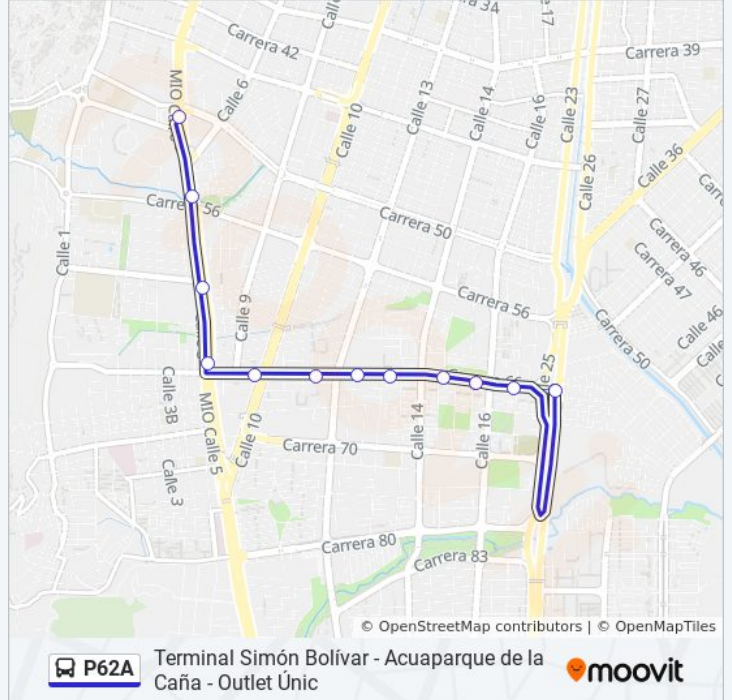 34
Calle 17
Carrera 42
Carrera 39
MIO
Calle 6
Calle 10
Calle 13
Calle 14
Calle 16
Calle 23
Calle 27
Calle 26
Calle 36
Carrera 56
Carrera 50
Calle 1
Carrera 46
Carrera 47
Calle 9
Carrera 56
Carrera 50
Calle 46
Calle
25
Calle 3B
MIO Calle 5
Calle 10
Calle 14
Calle 16
Carrera 70
Calle 3
Carrera 80
Carrera 83
© OpenStreetMap contributors | © OpenMapTiles
P62A
Terminal Simón Bolívar - Acuaparque de la
Caña - Outlet Únic
moovit